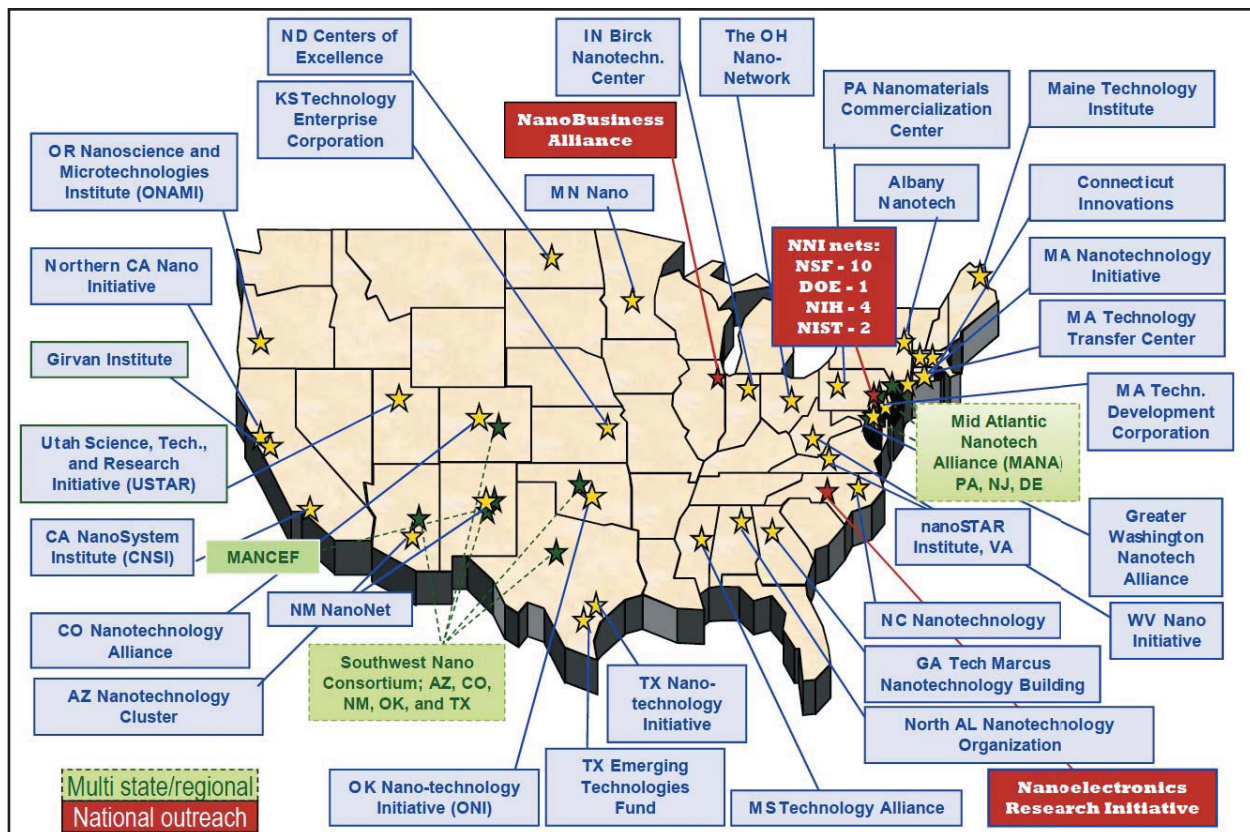 ND Centers of
Excellence
IN Birck
Nanotechn.
Center
The OH
Nano-
Network
PA Nanomaterials
Commercialization
Center
Maine Technology
Institute
KS Technology
Enterprise
Corporation
NanoBusiness
Alliance
OR Nanoscience and
Microtechnologies
Institute (ONAMI)
MN Nano
Albany
Nanotech
Connecticut
Innovations
NNI nets:
NSF - 10
DOE - 1
NIH - 4
NIST - 2
Northern CA Nano
Initiative
MA Nanotechnology
Initiative
MA Technology
Transfer Center
Girvan Institute
MA Techn.
Development
Corporation
Utah Science, Tech.,
and Research
Initiative (USTAR)
Mid Atlantic
Nanotech
Alliance (MANA)
PA, NJ, DE
CA NanoSystem
Institute (CNSI)
MANCEF
nanoSTAR
Institute, VA
Greater
Washington
Nanotech
Alliance
NM NanoNet
NC Nanotechnology
WV Nano
Initiative
CO Nanotechnology
Alliance
Southwest Nano
Consortium; AZ, CO,
NM, OK, and TX
GA Tech Marcus
Nanotechnology Building
AZ Nanotechnology
Cluster
TX Nano-
technology
Initiative
North AL Nanotechnology
Organization
OK Nano-technology
Initiative (ONI)
TX Emerging
Technologies
Fund
MS Technology Alliance
Nanoelectronics
Research Initiative
Multi state/regional
National outreach